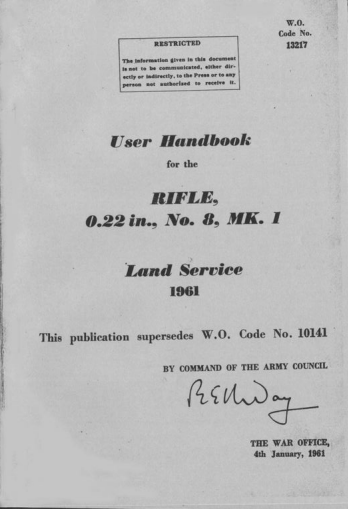 W.O.
Code No.
13217
RESTRICTED
The information given in this document
is not to be communicated, either dir-
ectly or indirectly, to the Press or to any
person not authorised to receive it.
User Handbook
for the
RIFLE,
0.22 in., No. 8, MK. 1
Land Service
1961
This publication supersedes W.O. Code No. 10141
BY COMMAND OF THE ARMY COUNCIL
THE WAR OFFICE,
4th January, 1961